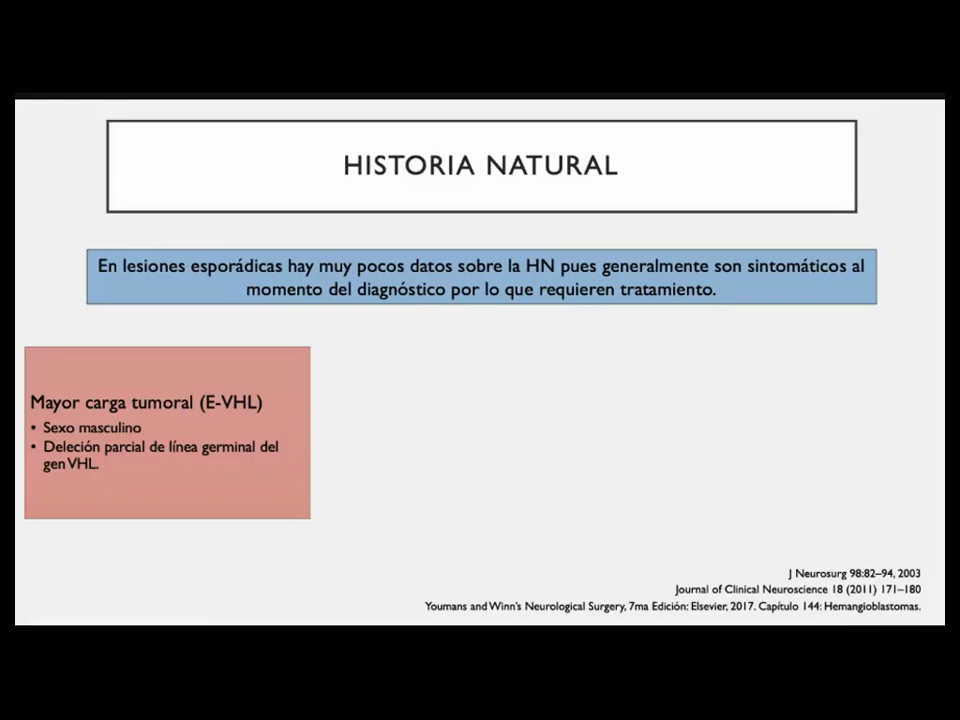 HISTORIA NATURAL
En lesiones esporádicas hay muy pocos datos sobre la HN pues generalmente son sintomáticos al
momento del diagnóstico por lo que requieren tratamiento.
Mayor carga tumoral (E-VHL)
• Sexo masculino
• Deleción parcial de línea germinal del
gen VHL.
J Neurosurg 98:82–94, 2003
Journal of Clinical Neuroscience 18 (2011) 171–180
Youmans and Winn's Neurological Surgery, 7ma Edición: Elsevier, 2017. Capítulo 144: Hemangioblastomas.